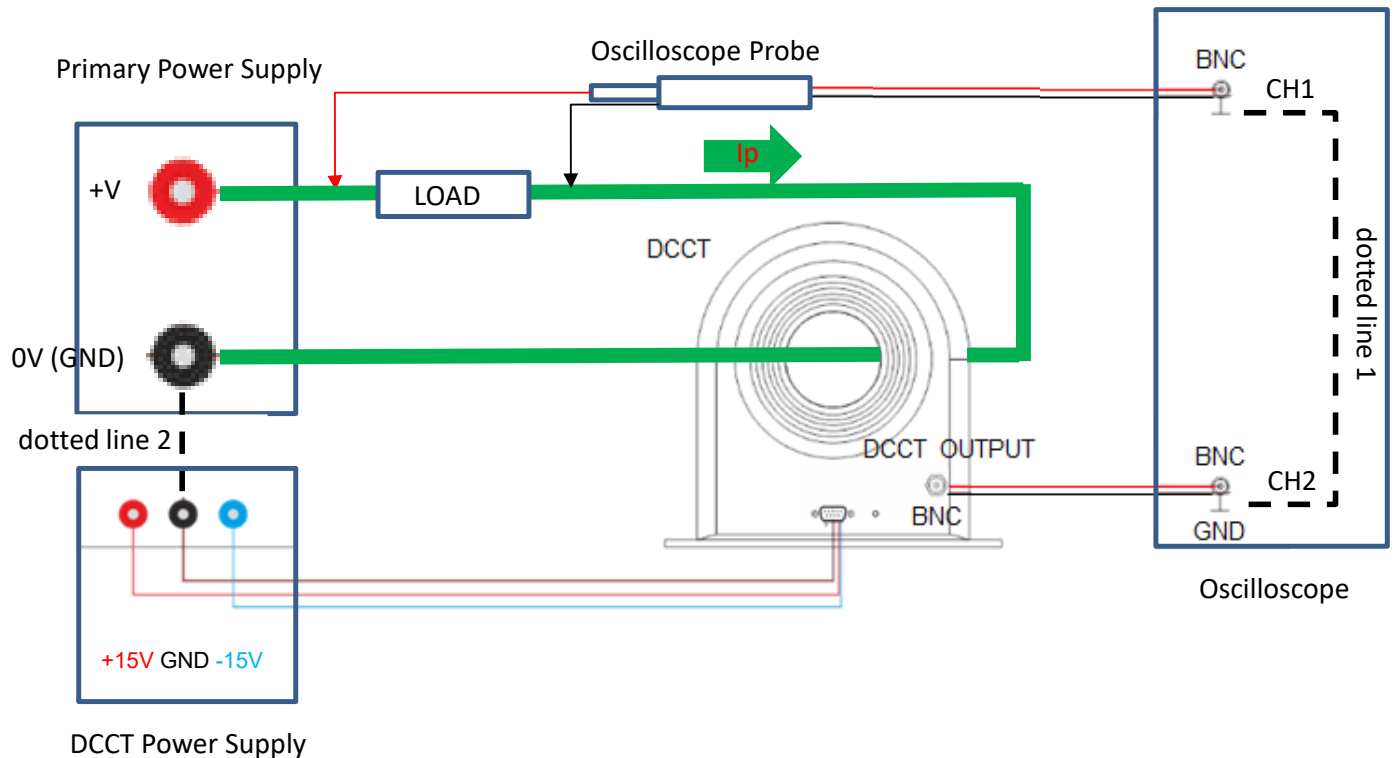 Oscilloscope Probe
Primary Power Supply
BNC
CH1
Ip
+V
LOAD
DCCT
dotted line 1
0V (GND)
dotted line 2
DCCT OUTPUT
BNC
CH2
BNC
GND
Oscilloscope
+15V GND -15V
DCCT Power Supply